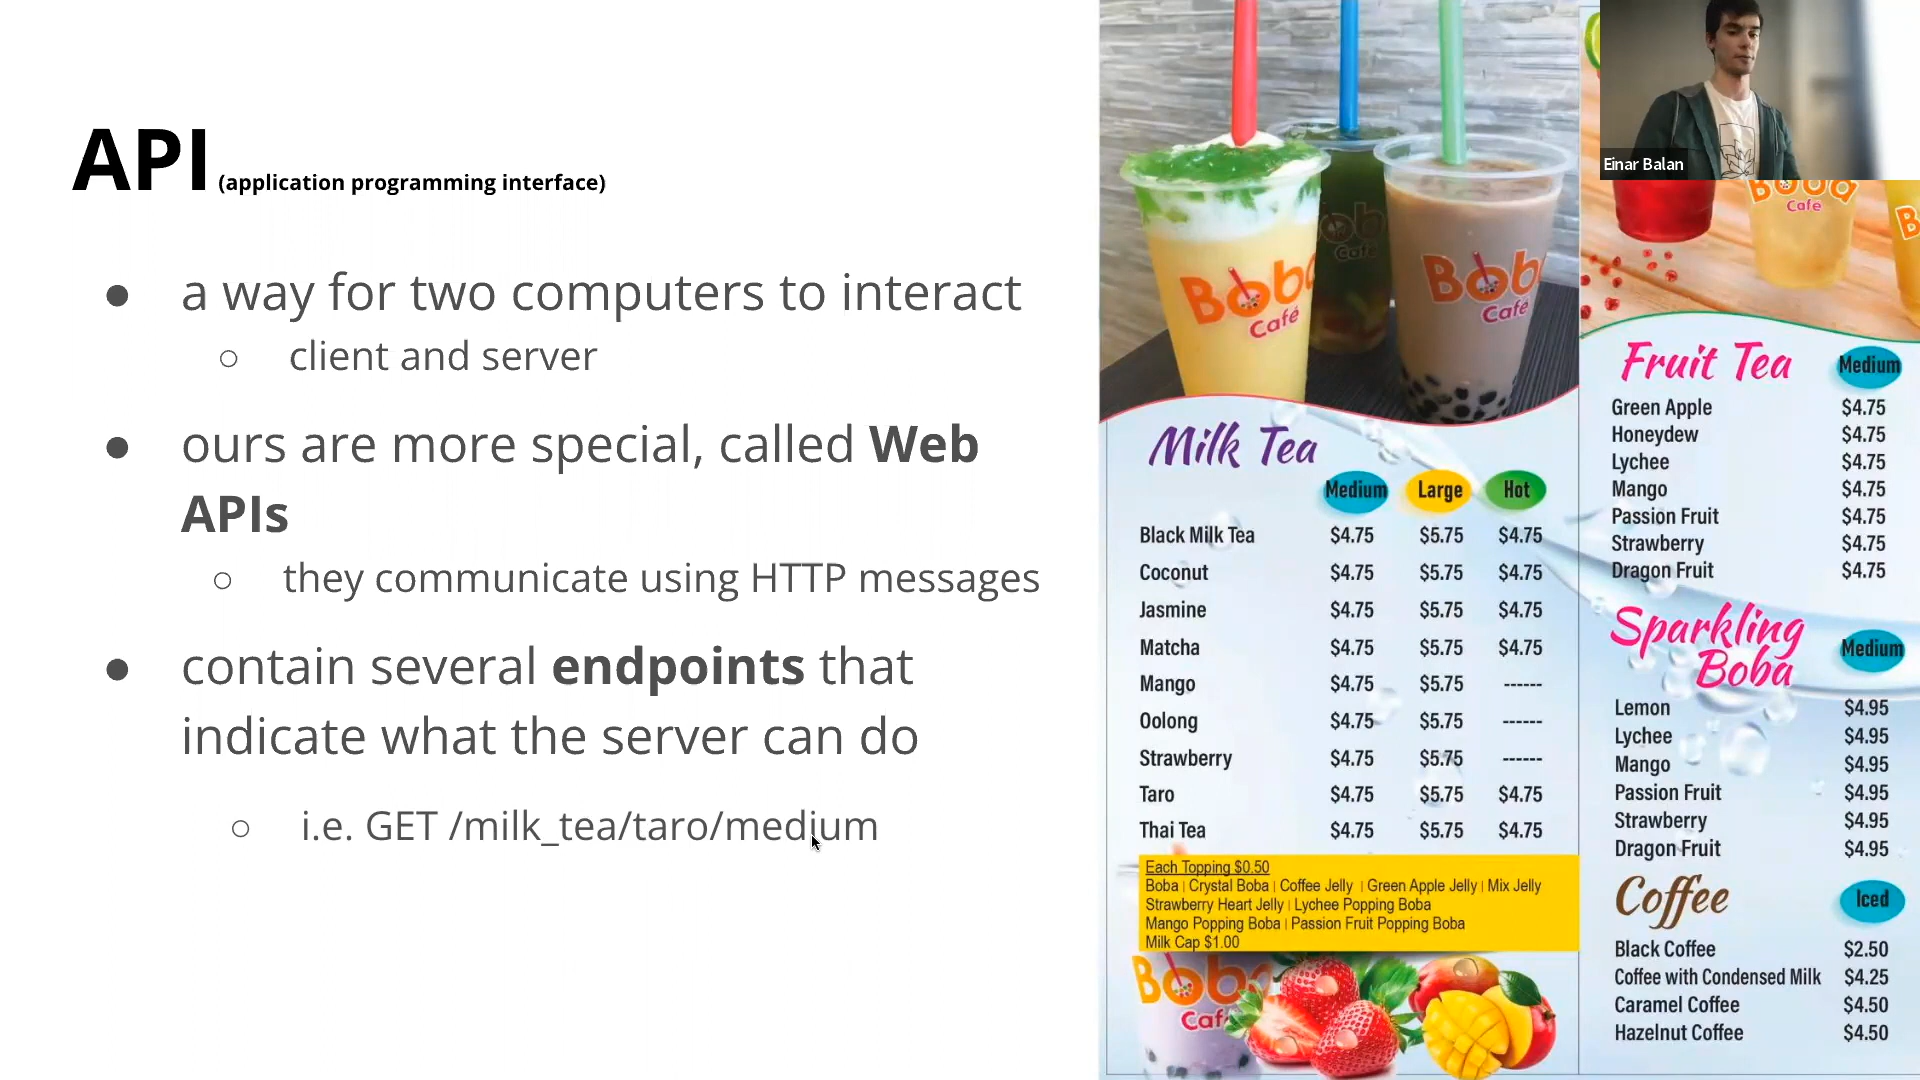 API (application programming interface)
● a way for two computers to interact
○ client and server
● ours are more special, called Web
APIs
○ they communicate using HTTP messages
● contain several endpoints that
indicate what the server can do
○ i.e. GET /milk_tea/taro/medium
Boba
Café
Bob
Café
Milk Tea
Medium Large Hot
Black Milk Tea $4.75 $5.75 $4.75
Coconut $4.75 $5.75 $4.75
Jasmine $4.75 $5.75 $4.75
Matcha $4.75 $5.75 $4.75
Mango $4.75 $5.75 ------
Oolong $4.75 $5.75 ------
Strawberry $4.75 $5.75 ------
Taro $4.75 $5.75 $4.75
Thai Tea $4.75 $5.75 $4.75
Each Topping $0.50
Boba | Crystal Boba | Coffee Jelly | Green Apple Jelly | Mix Jelly
Strawberry Heart Jelly | Lychee Popping Boba
Mango Popping Boba | Passion Fruit Popping Boba
Milk Cap $1.00
Boba
Caf
Einar Balan
Boba
Café
Fruit Tea Medium
Green Apple $4.75
Honeydew $4.75
Lychee $4.75
Mango $4.75
Passion Fruit $4.75
Strawberry $4.75
Dragon Fruit $4.75
Sparkling
Boba Medium
Lemon $4.95
Lychee $4.95
Mango $4.95
Passion Fruit $4.95
Strawberry $4.95
Dragon Fruit $4.95
Coffee Iced
Black Coffee $2.50
Coffee with Condensed Milk $4.25
Caramel Coffee $4.50
Hazelnut Coffee $4.50